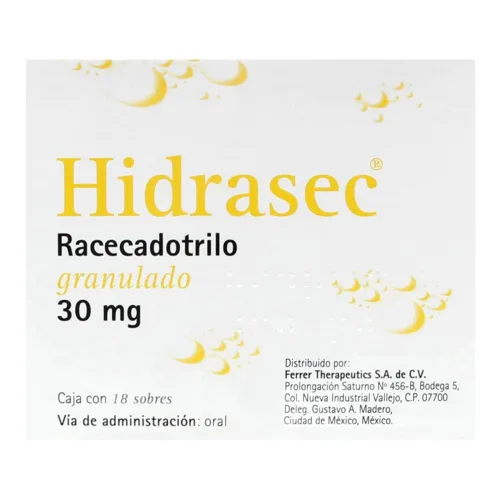 Hidrasec®
Racecadotrilo
granulado
30 mg
Caja con 18 sobres
Vía de administración: oral
Distribuido por:
Ferrer Therapeutics S.A. de C.V.
Prolongación Saturno Nº 456-B, Bodega 5,
Col. Nueva Industrial Vallejo, C.P. 07700
Deleg. Gustavo A. Madero,
Ciudad de México, México.